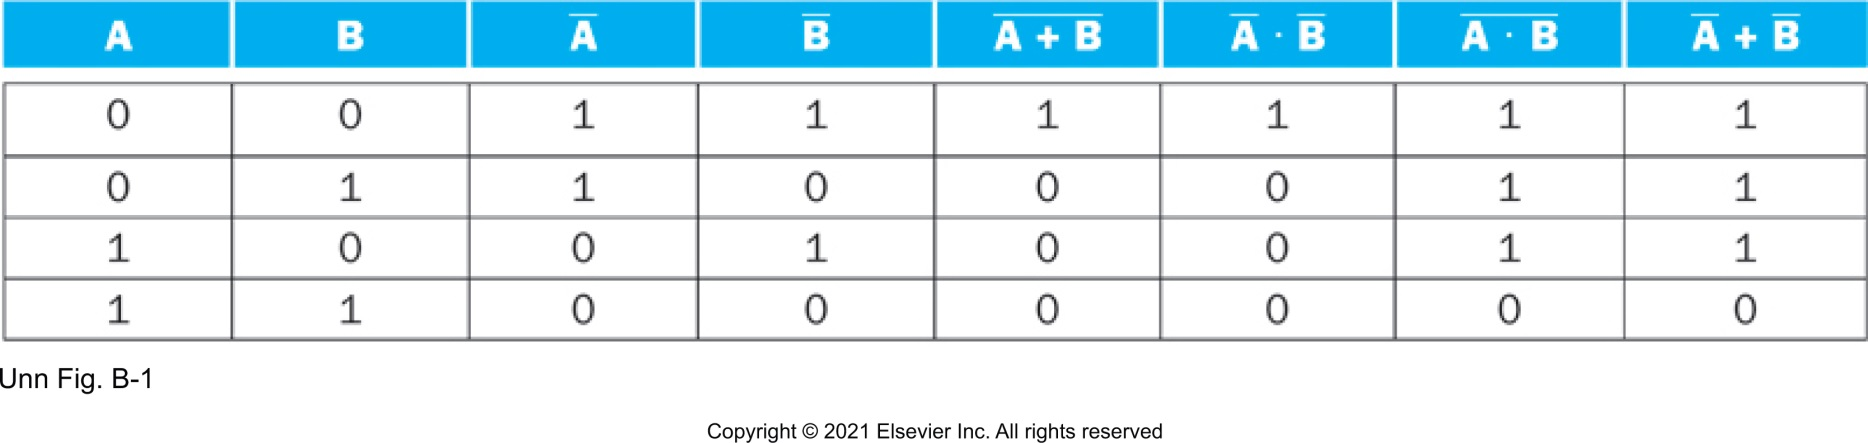 A B A̅ B̅ A̅ ̅+̅ ̅B̅ A̅ · B̅ A̅ ̅·̅ ̅B̅ A̅ + B̅
0 0 1 1 1 1 1 1
0 1 1 0 0 0 1 1
1 0 0 1 0 0 1 1
1 1 0 0 0 0 0 0
Unn Fig. B-1
Copyright © 2021 Elsevier Inc. All rights reserved